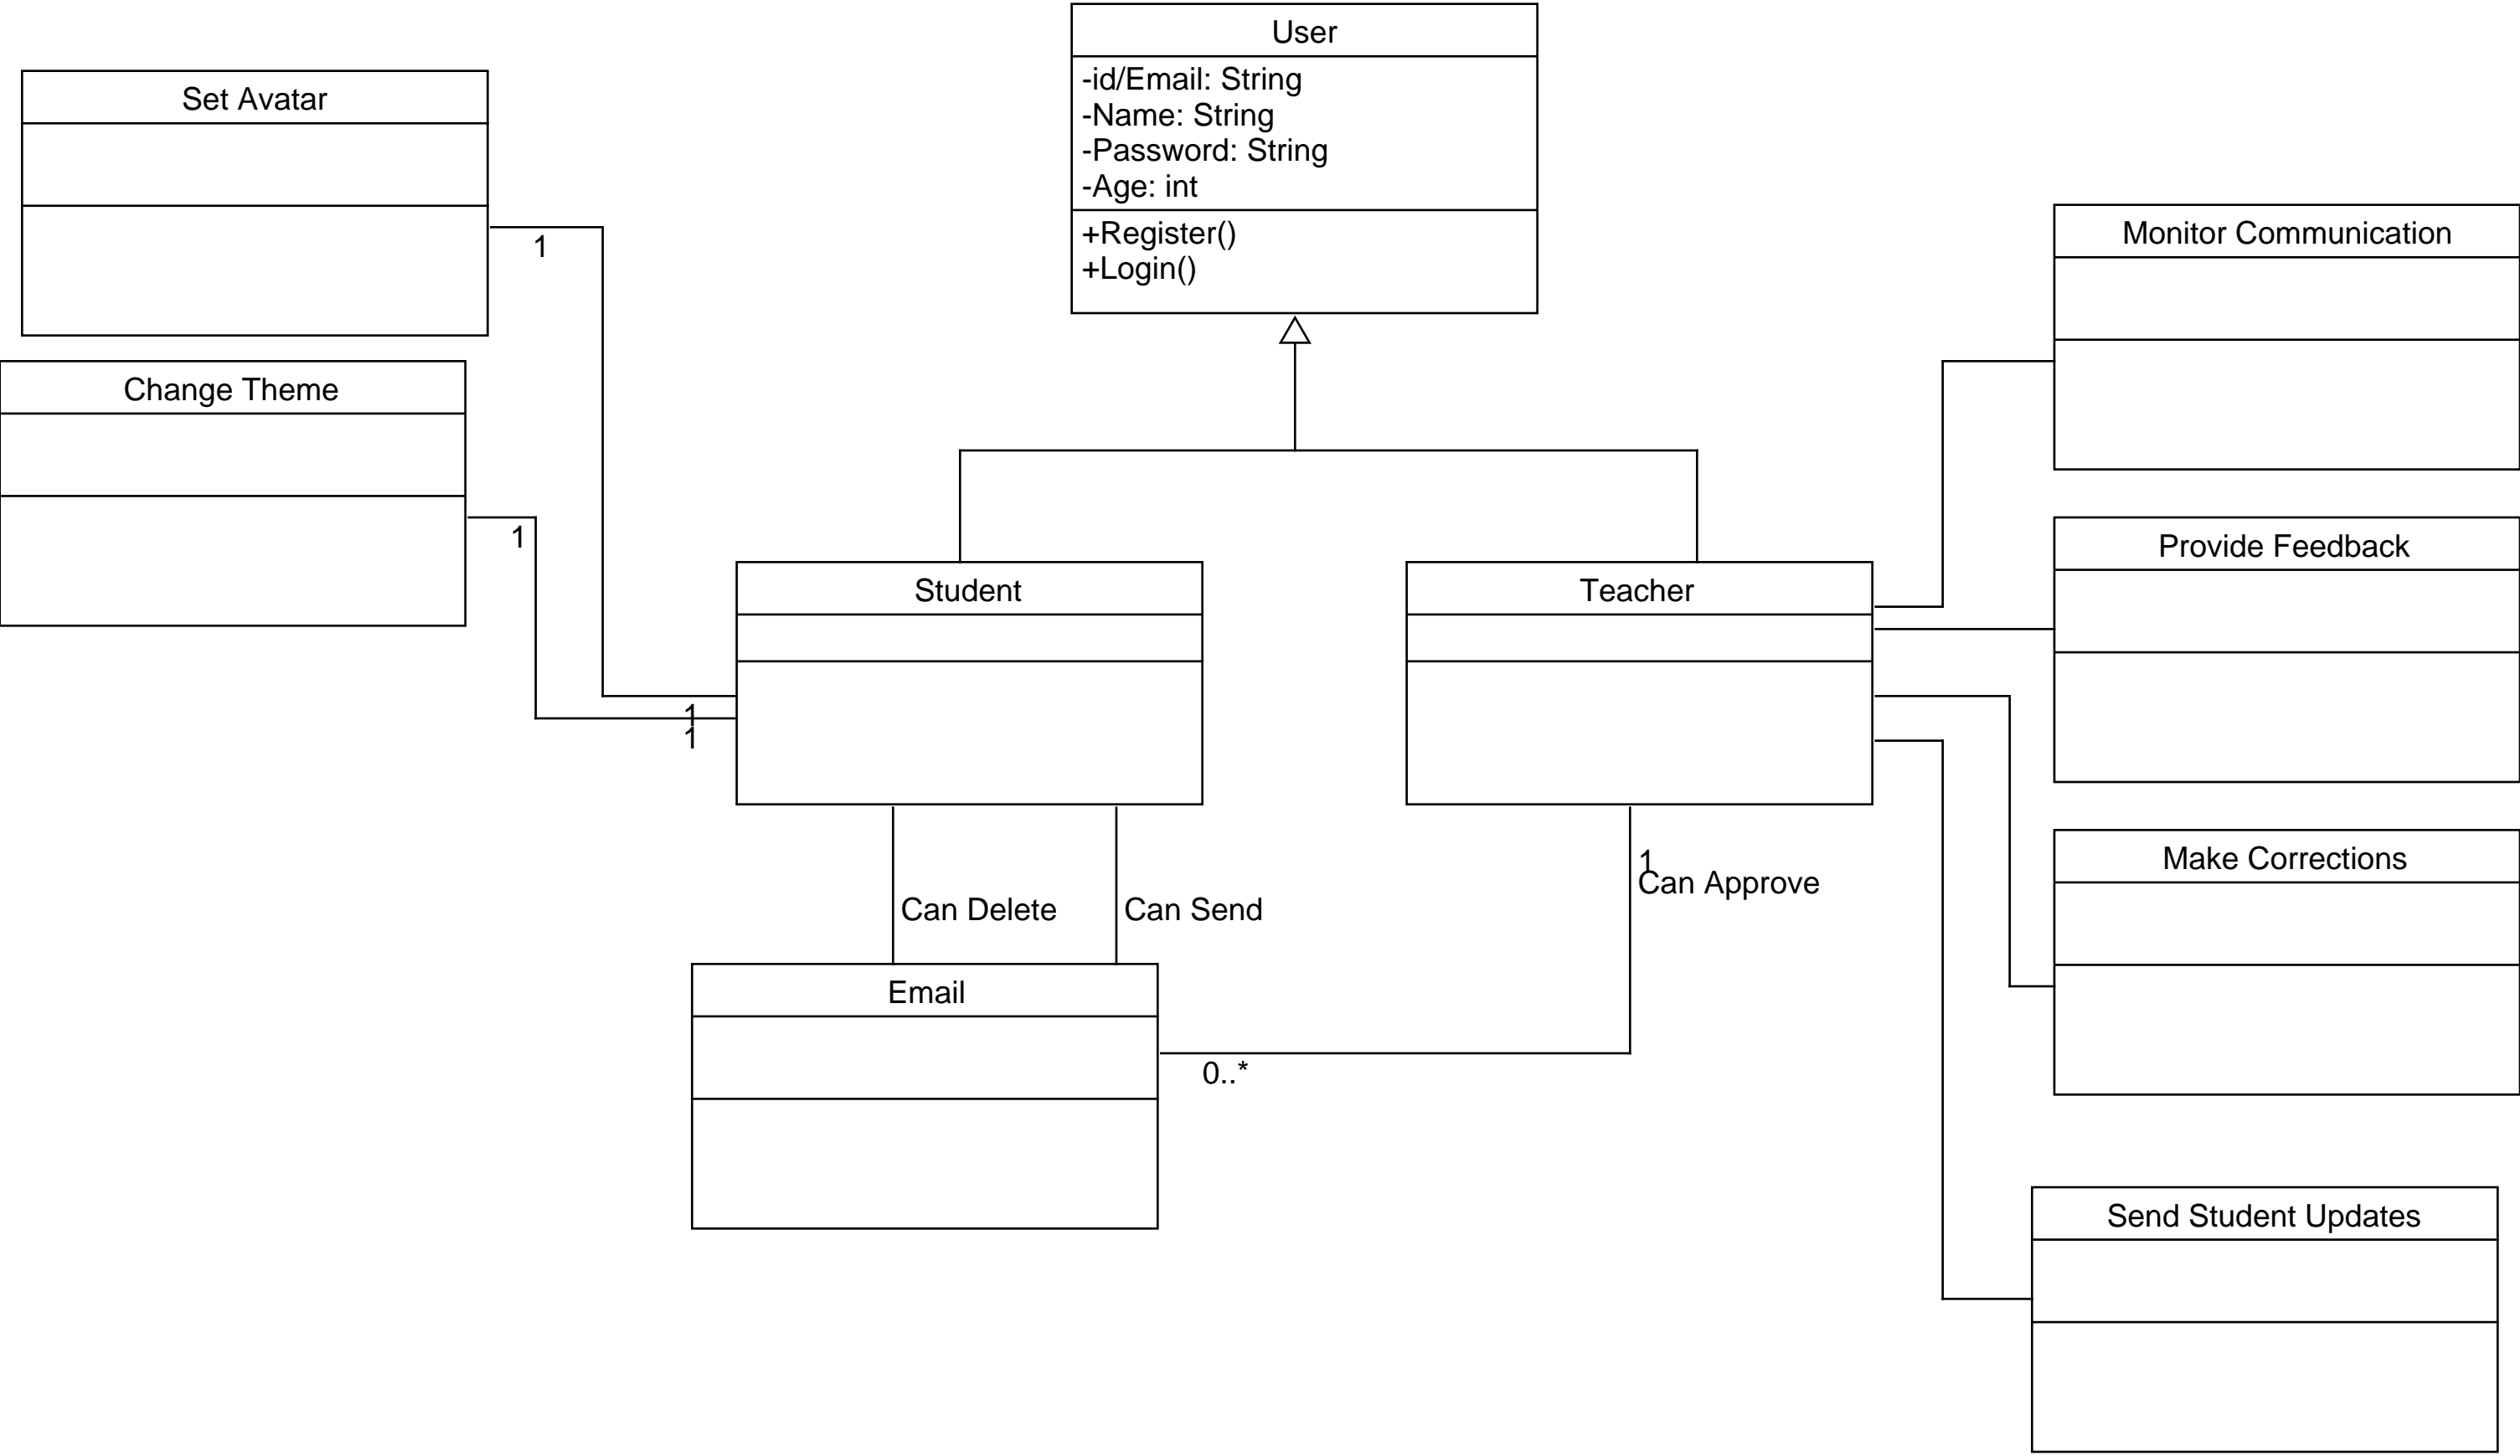 User
-id/Email: String
-Name: String
-Password: String
-Age: int
+Register()
+Login()
Set Avatar
1
Change Theme
1
Monitor Communication
Provide Feedback
Student
1
1
Teacher
Make Corrections
1
Can Approve
Can Delete
Can Send
Email
0..*
Send Student Updates